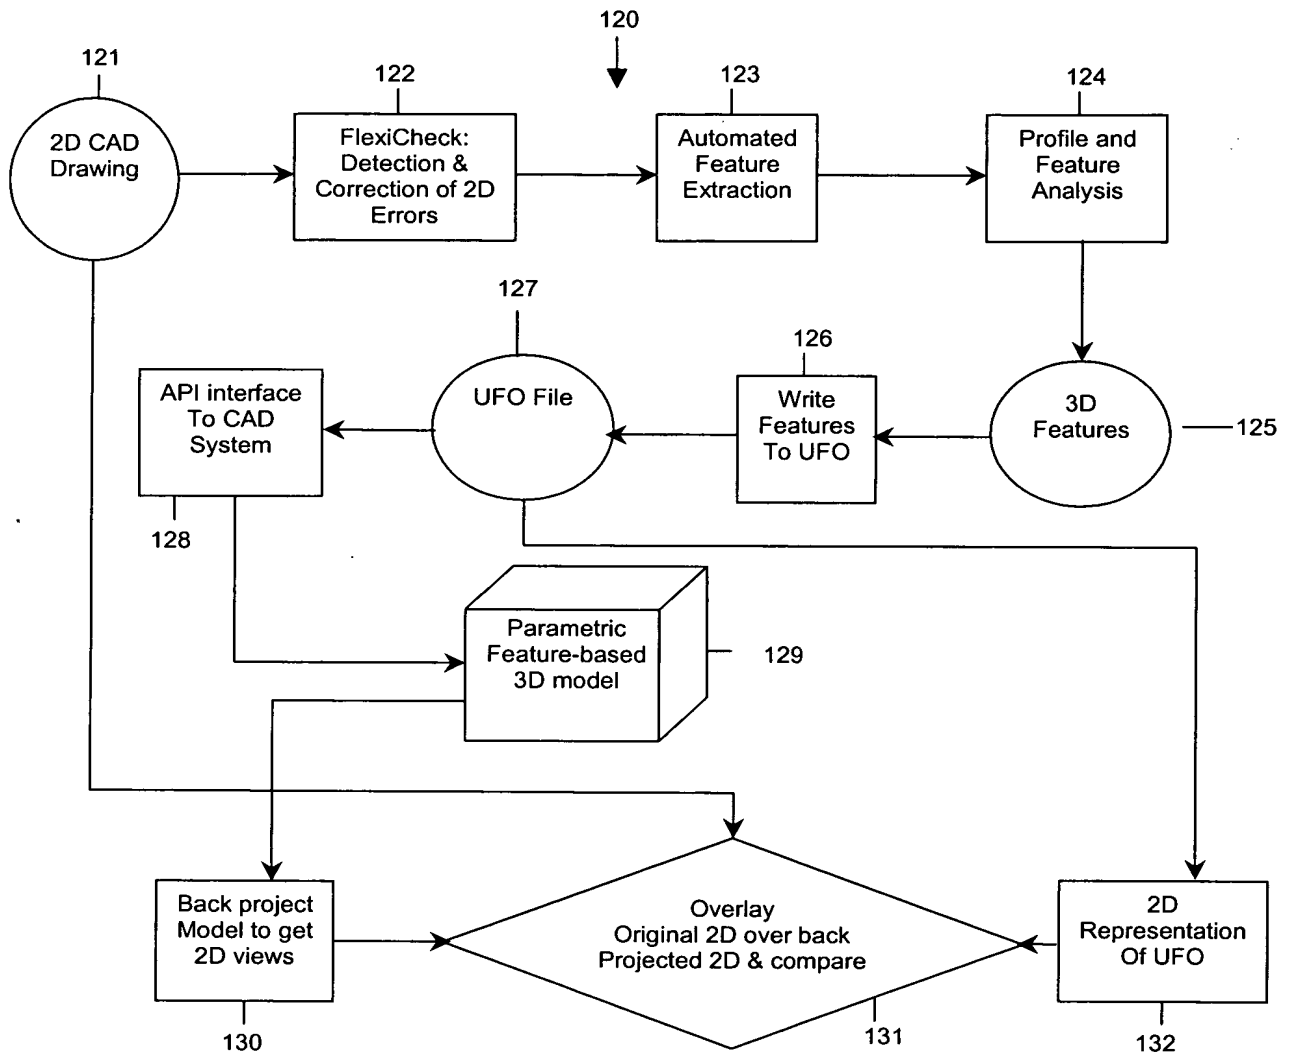 120
121
2D CAD
Drawing
122
FlexiCheck:
Detection &
Correction of 2D
Errors
123
Automated
Feature
Extraction
124
Profile and
Feature
Analysis
125
3D
Features
126
Write
Features
To UFO
127
UFO File
API interface
To CAD
System
128
Parametric
Feature-based
3D model
129
Back project
Model to get
2D views
130
Overlay
Original 2D over back
Projected 2D & compare
131
2D
Representation
Of UFO
132